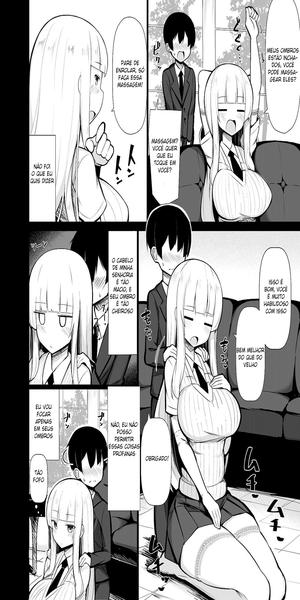 MEUS OMBROS
ESTÃO INCHA-
DOS, VOCÊ
PODE MASSA-
GEAR ELES?
MASSAGEM?
VOCÊ QUER
QUE EU
TOQUE EM
VOCÊ?
PARE DE
ENROLAR, SÓ
FAÇA ESSA
MASSAGEM!
NÃO FOI
O QUE EU
QUIS DIZER
ISSO É
BOM, VOCÊ É
MUITO
HABILIDOSO
COM ISSO
BEM MELHOR
DO QUE DO
VELHO
OBRIGADO!
O CABELO
DE MINHA
SENHORIA
É TÃO
MACIO, E
SEU OMBRO
É TÃO
CHEIROSO
NÃO, EU
NÃO
POSSO
PERMITIR
ESSAS
COISAS
PROFANAS
EU VOU
FOCAR
APENAS
EM SEUS
OMBROS
TÃO
FOFO